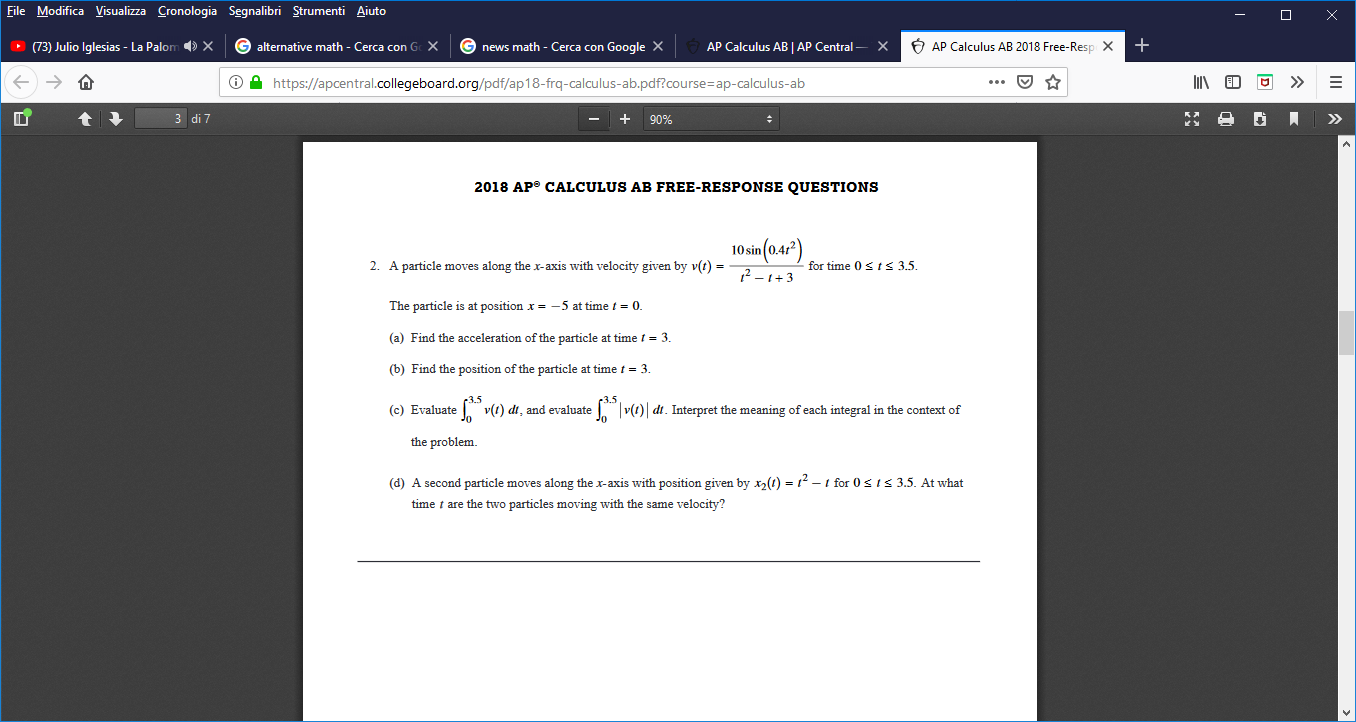 File Modifica Visualizza Cronologia Segnalibri Strumenti Aiuto
(73) Julio Iglesias - La Palom
alternative math - Cerca con G
news math - Cerca con Google
AP Calculus AB | AP Central —
AP Calculus AB 2018 Free-Resp
https://apcentral.collegeboard.org/pdf/ap18-frq-calculus-ab.pdf?course=ap-calculus-ab
3 di 7
90%
2018 AP® CALCULUS AB FREE-RESPONSE QUESTIONS
2. A particle moves along the x-axis with velocity given by v(t) = 10 sin(0.4t²) / (t² − t + 3) for time 0 ≤ t ≤ 3.5.
The particle is at position x = −5 at time t = 0.
(a) Find the acceleration of the particle at time t = 3.
(b) Find the position of the particle at time t = 3.
(c) Evaluate ∫₀^3.5 v(t) dt, and evaluate ∫₀^3.5 |v(t)| dt. Interpret the meaning of each integral in the context of
the problem.
(d) A second particle moves along the x-axis with position given by x₂(t) = t² − t for 0 ≤ t ≤ 3.5. At what
time t are the two particles moving with the same velocity?